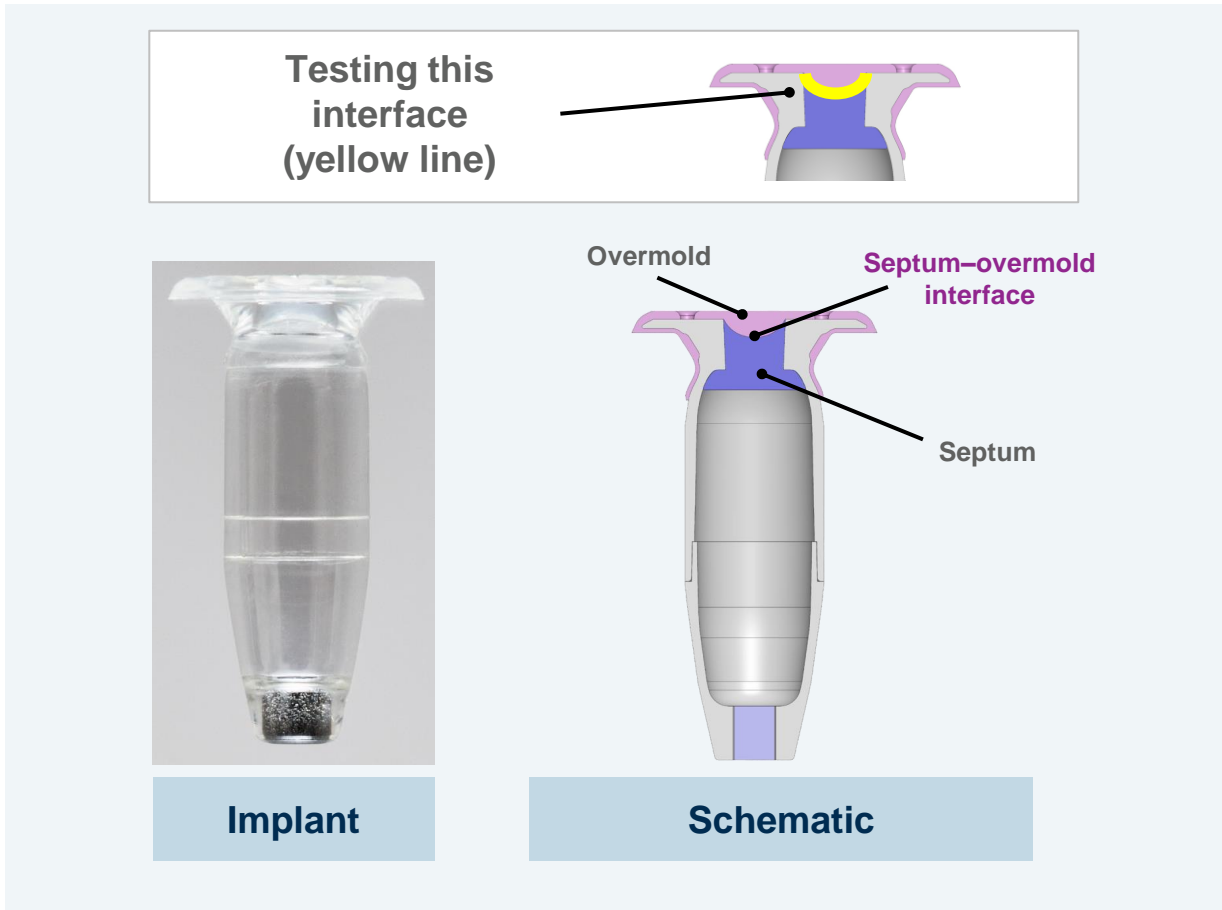 Testing this
interface
(yellow line)
Overmold
Septum–overmold
interface
Septum
Implant
Schematic